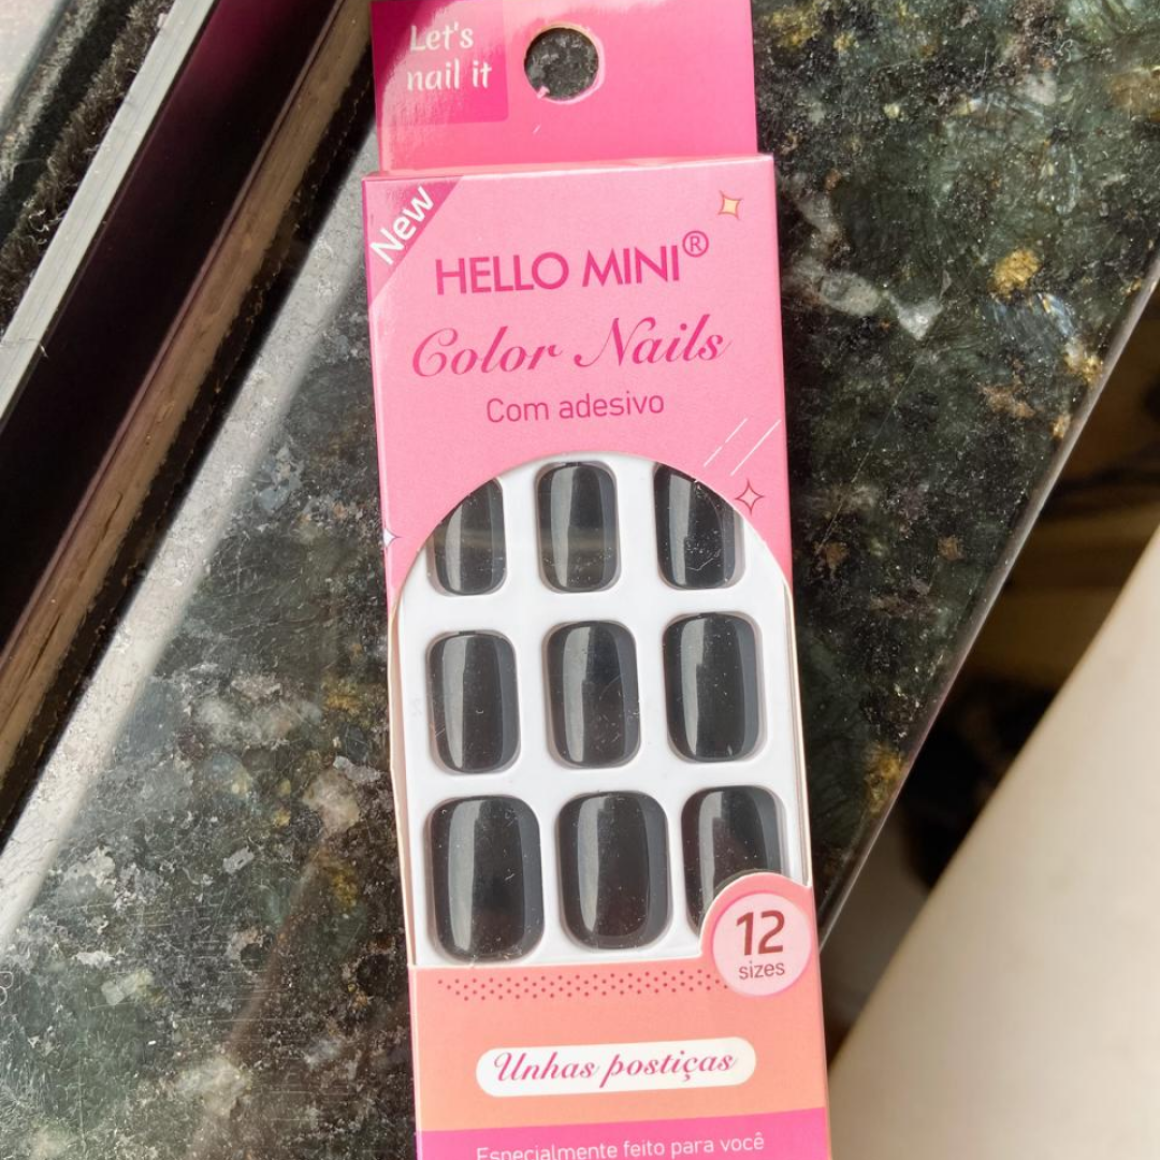 Let's
nail it
New
HELLO MINI®
Color Nails
Com adesivo
12
sizes
Unhas postiças
Especialmente feito para você